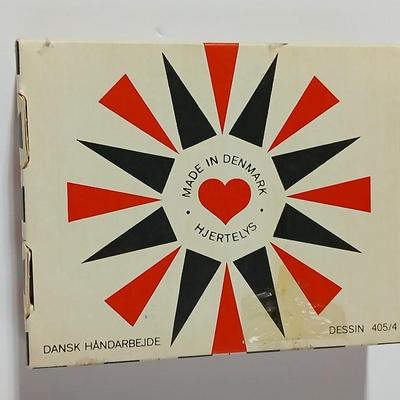 MADE IN DENMARK
• HJERTELYS •
DANSK HÅNDARBEJDE
DESSIN 405/4